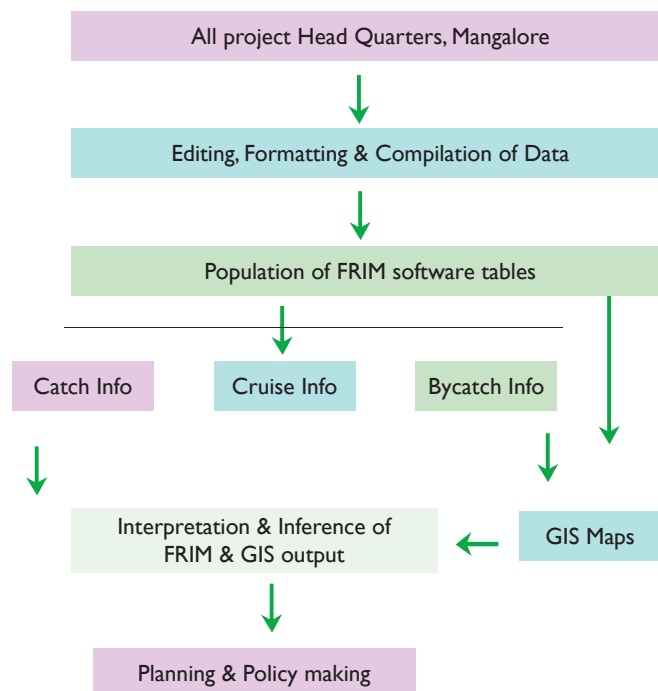 All project Head Quarters, Mangalore
Editing, Formatting & Compilation of Data
Population of FRIM software tables
Catch Info
Cruise Info
Bycatch Info
Interpretation & Inference of
FRIM & GIS output
GIS Maps
Planning & Policy making